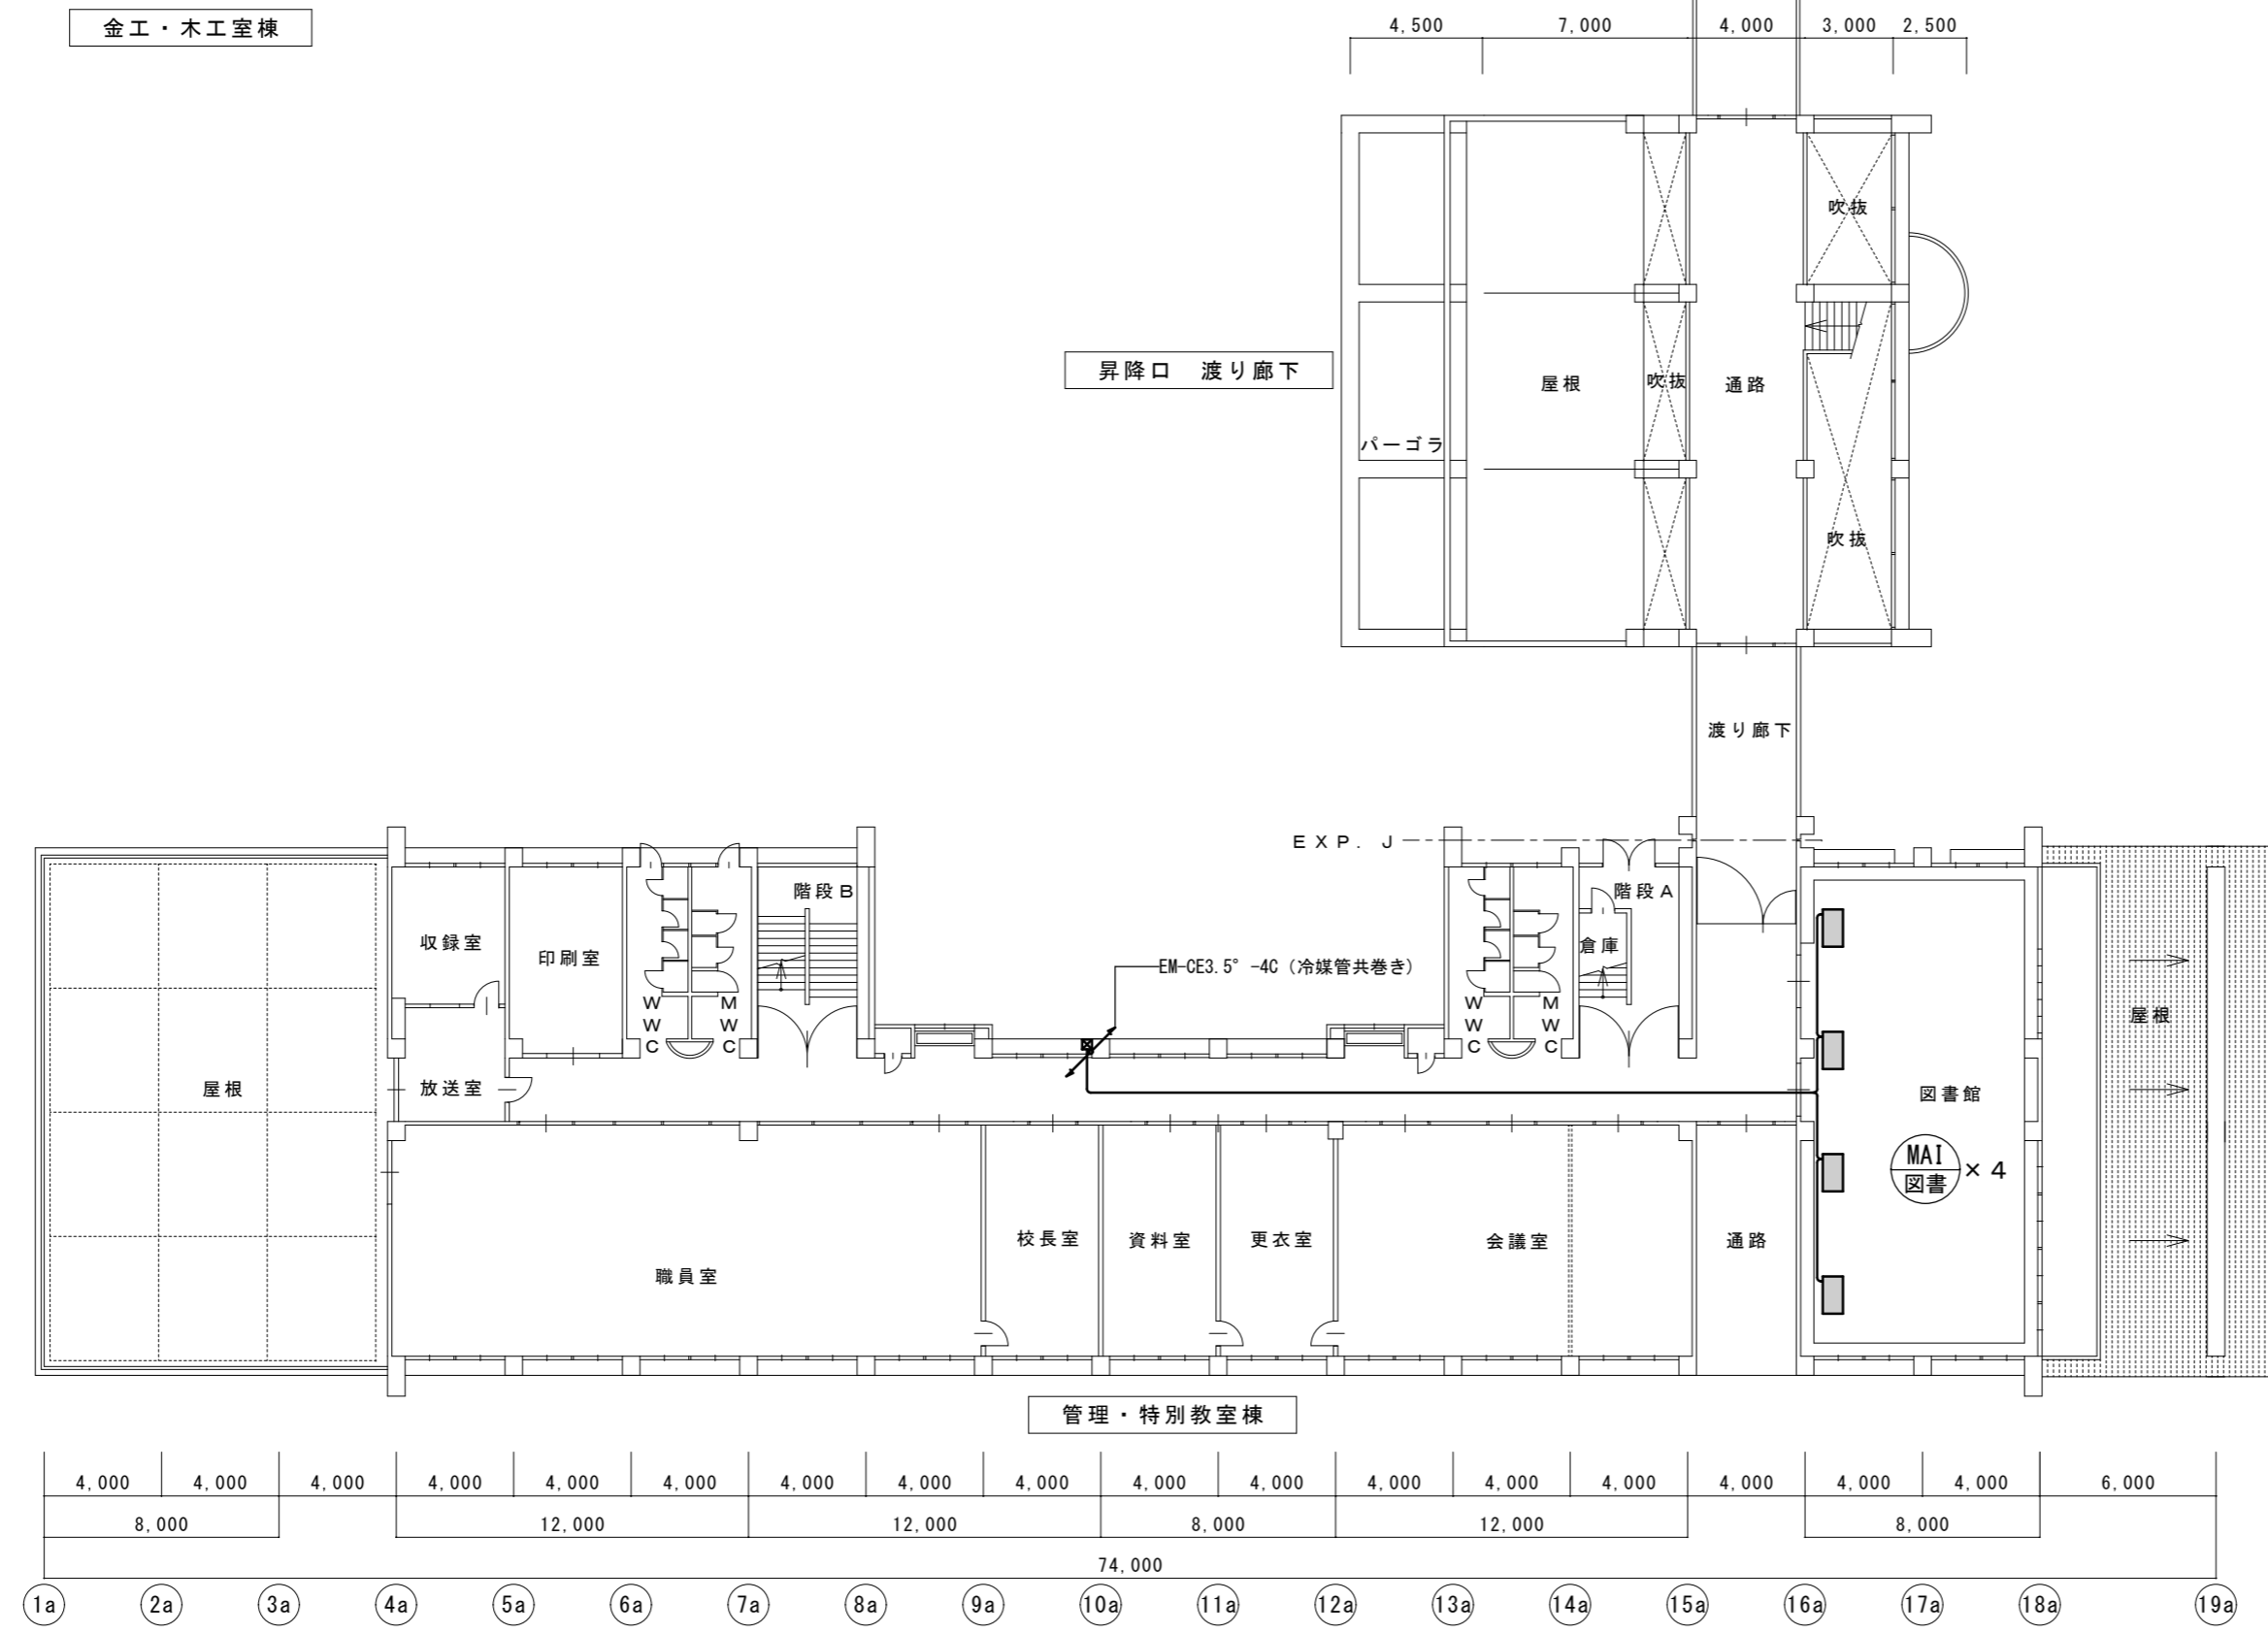 金工・木工室棟
4,500 7,000 4,000 3,000 2,500
吹抜
昇降口 渡り廊下
屋根 吹抜 通路
パーゴラ
吹抜
渡り廊下
EXP. J
階段B
階段A
収録室
印刷室
倉庫
EM-CE3.5°-4C (冷媒管共巻き)
WWC
MWC
WWC
MWC
屋根
屋根
放送室
図書館
MAI
図書
×4
校長室
資料室
更衣室
会議室
通路
職員室
管理・特別教室棟
4,000 4,000 4,000 4,000 4,000 4,000 4,000 4,000 4,000 4,000 4,000 4,000 4,000 4,000 4,000 4,000 4,000 6,000
8,000 12,000 12,000 8,000 12,000 8,000
74,000
1a 2a 3a 4a 5a 6a 7a 8a 9a 10a 11a 12a 13a 14a 15a 16a 17a 18a 19a